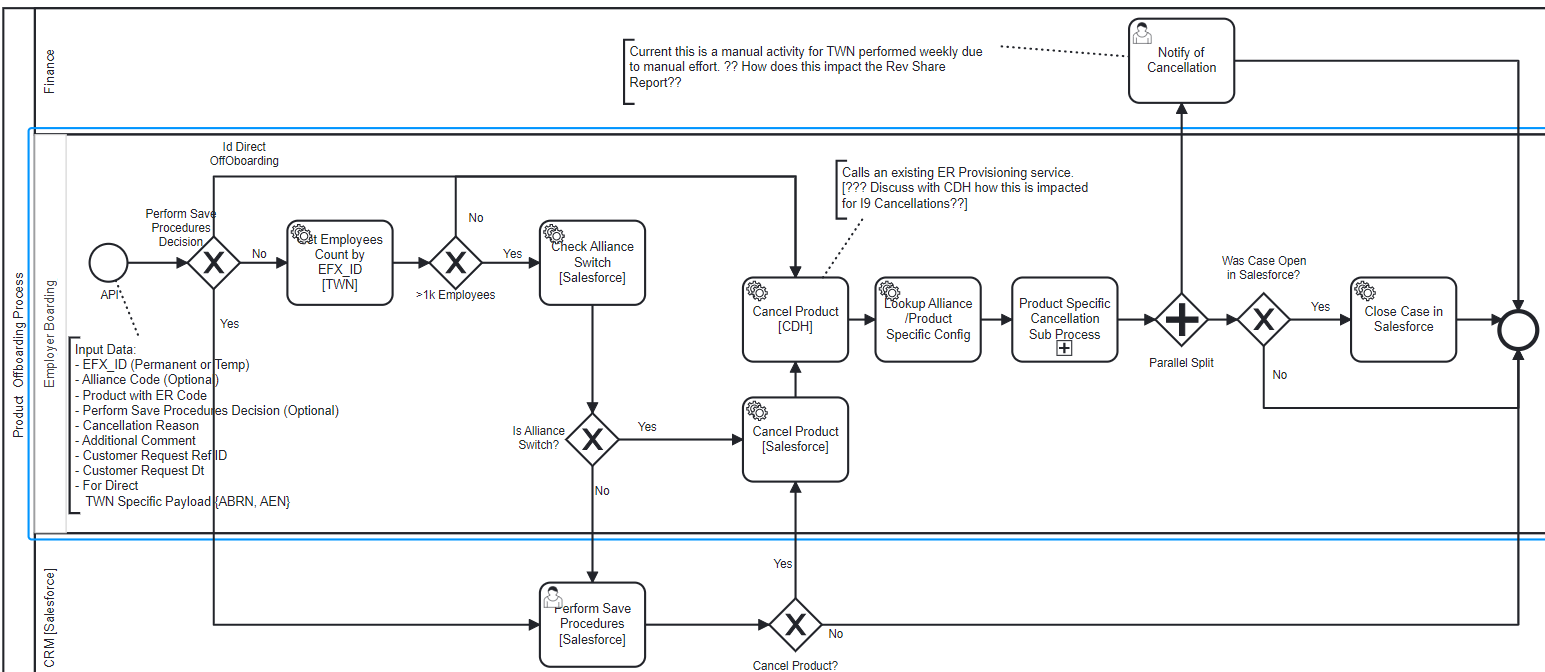 Product Offboarding Process
Finance
Current this is a manual activity for TWN performed weekly due
to manual effort. ?? How does this impact the Rev Share
Report??
Notify of
Cancellation
Employer Boarding
Id Direct
OffOboarding
Perform Save
Procedures
Decision
API
No
Yes
Employees
Count by
EFX_ID
[TWN]
No
Yes
>1k Employees
Check Alliance
Switch
[Salesforce]
Calls an existing ER Provisioning service.
[??? Discuss with CDH how this is impacted
for I9 Cancellations??]
Cancel Product
[CDH]
Lookup Alliance
/Product
Specific Config
Product Specific
Cancellation
Sub Process
Parallel Split
Was Case Open
in Salesforce?
Yes
No
Close Case in
Salesforce
Input Data:
- EFX_ID (Permanent or Temp)
- Alliance Code (Optional)
- Product with ER Code
- Perform Save Procedures Decision (Optional)
- Cancellation Reason
- Additional Comment
- Customer Request Ref ID
- Customer Request Dt
- For Direct
TWN Specific Payload {ABRN, AEN}
Is Alliance
Switch?
Yes
No
Cancel Product
[Salesforce]
CRM [Salesforce]
Perform Save
Procedures
[Salesforce]
Yes
No
Cancel Product?